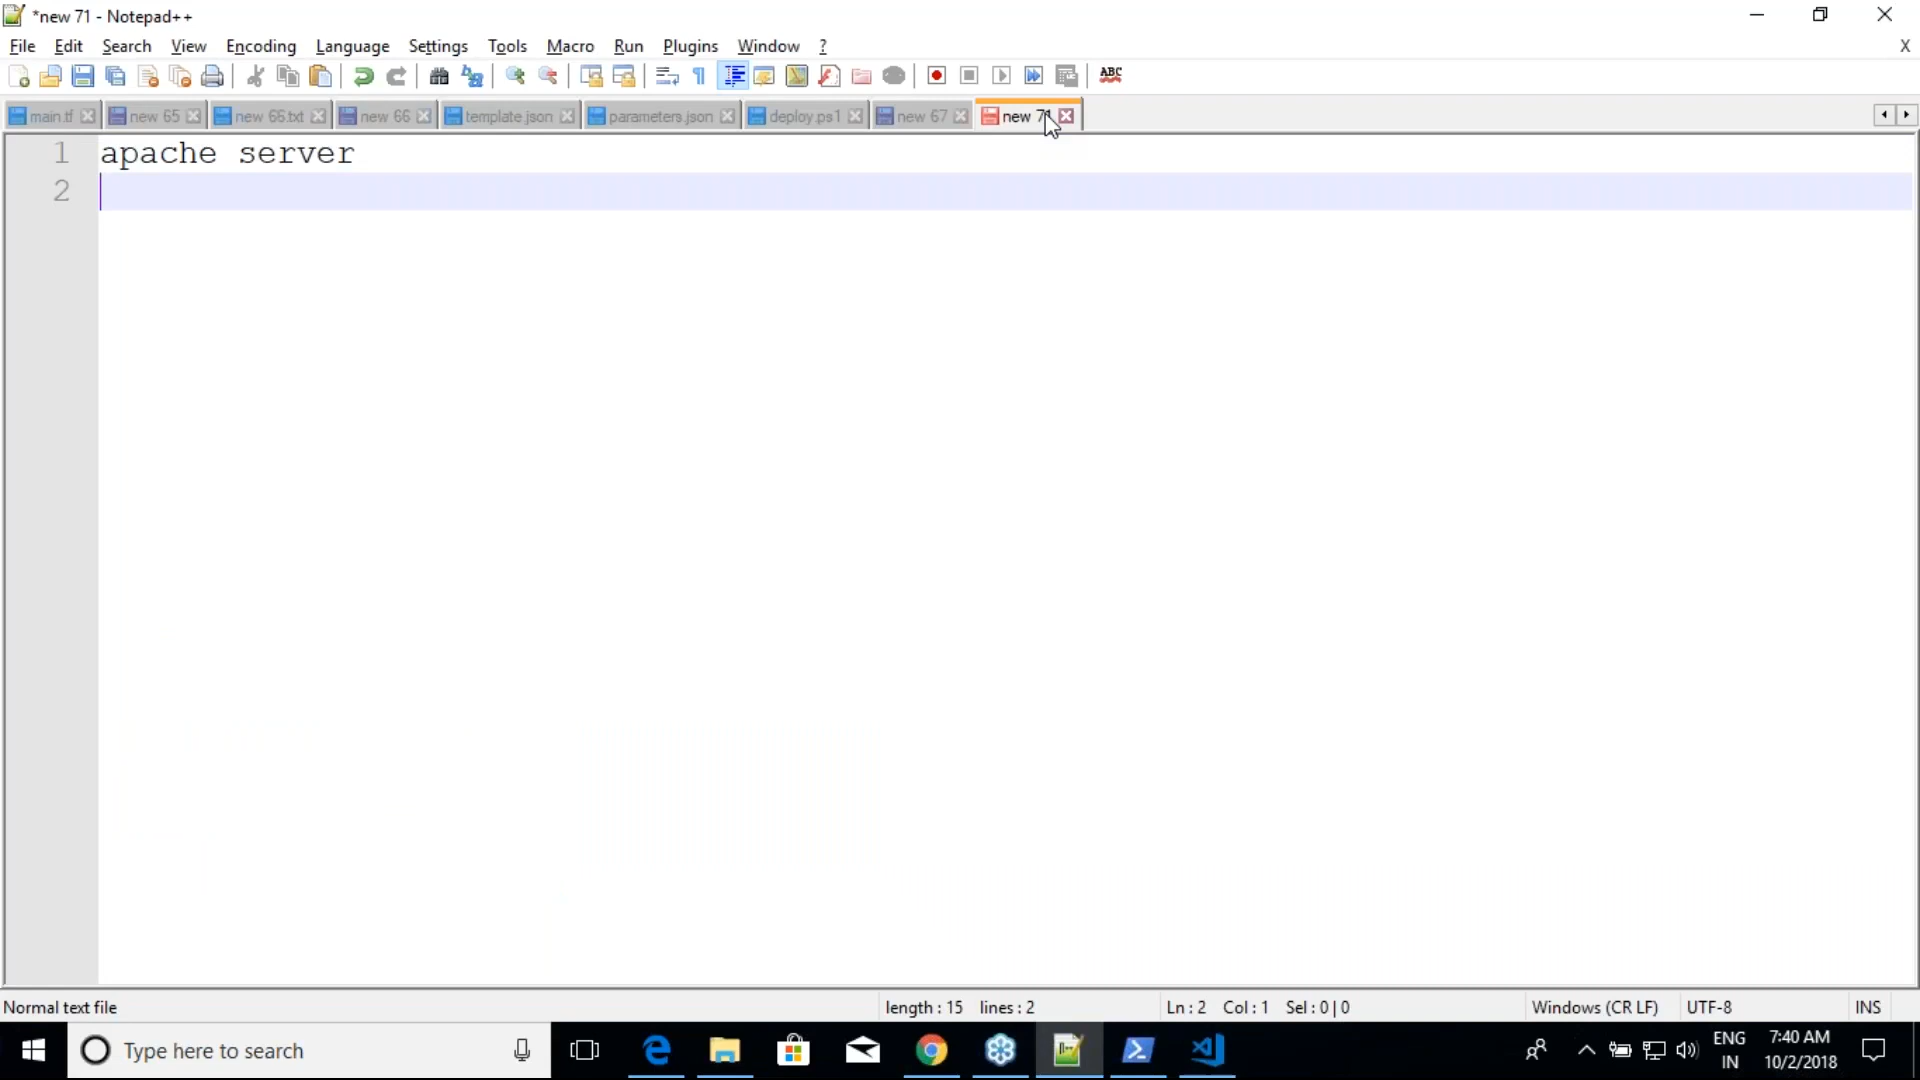 *new 71 - Notepad++
File Edit Search View Encoding Language Settings Tools Macro Run Plugins Window ? X
ABC
main.tf new 65 new 66.txt new 66 template.json parameters.json deploy.ps1 new 67 new 71
1 apache server
2
Normal text file length : 15 lines : 2 Ln : 2 Col : 1 Sel : 0 | 0 Windows (CR LF) UTF-8 INS
Type here to search
ENG 7:40 AM
IN 10/2/2018